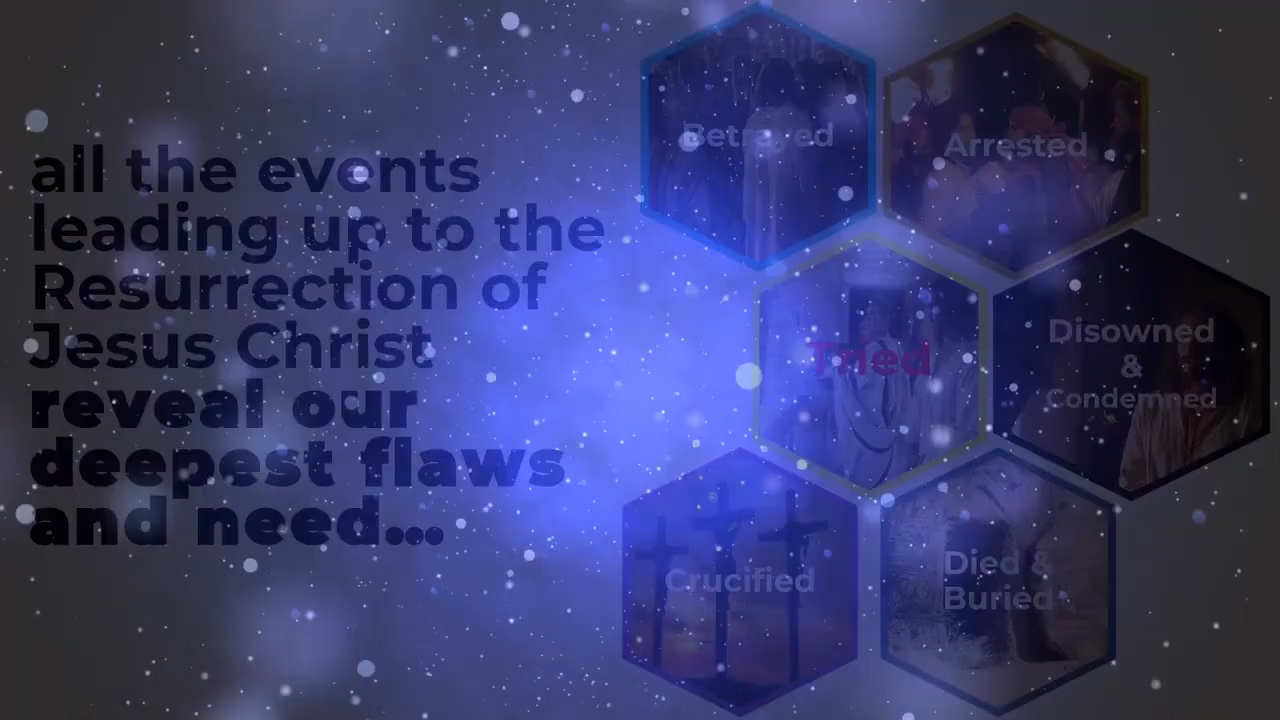 all the events
leading up to the
Resurrection of
Jesus Christ
reveal our
deepest flaws
and need...
Betrayed
Arrested
Tried
Disowned
&
Condemned
Crucified
Died &
Buried